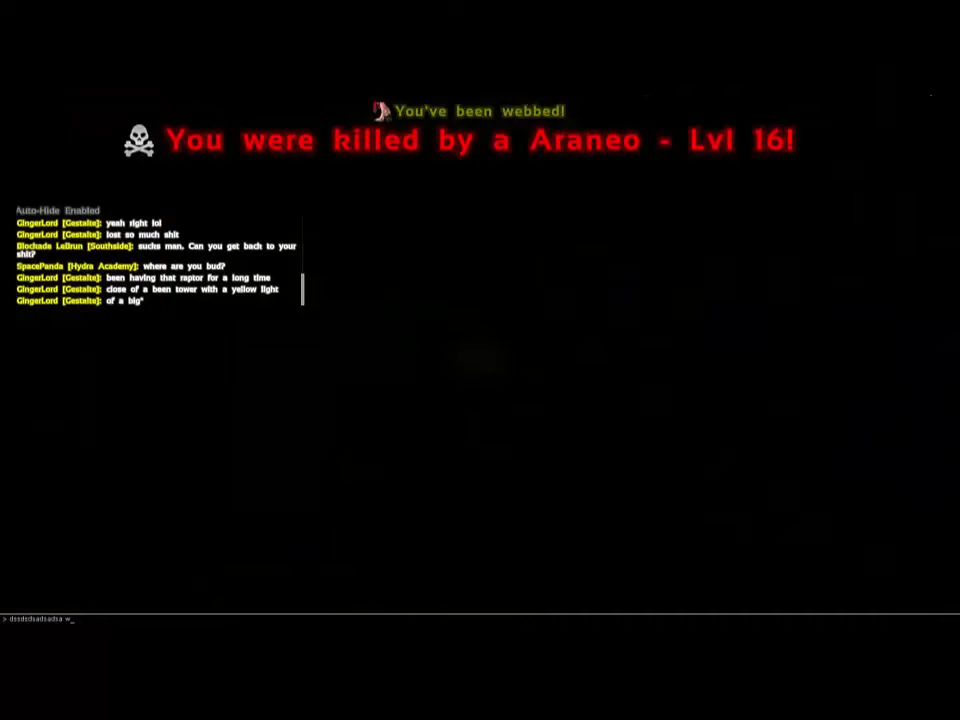 You've been webbed!
You were killed by a Araneo - Lvl 16!
Auto-Hide Enabled
GingerLord [Gestalte]: yeah right lol
GingerLord [Gestalte]: lost so much shit
Blockade LeBrun [Southside]: sucks man. Can you get back to your
shit?
SpacePanda [Hydra Academy]: where are you bud?
GingerLord [Gestalte]: been having that raptor for a long time
GingerLord [Gestalte]: close of a been tower with a yellow light
GingerLord [Gestalte]: of a big*
> dssdsdsadsadsa w_